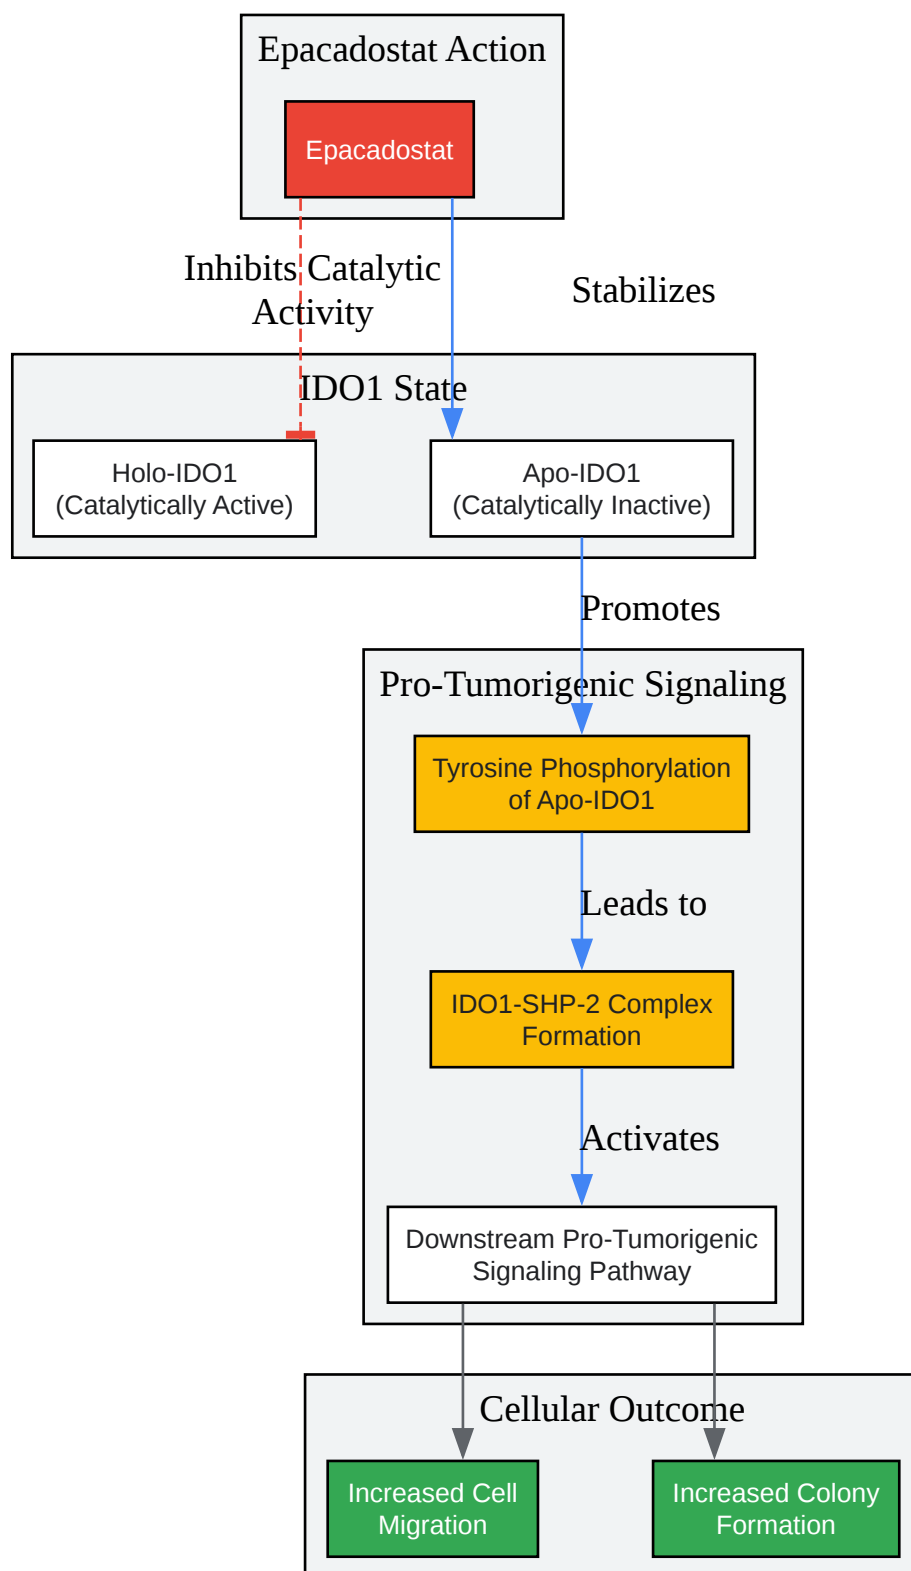 Epacadostat Action
Epacadostat
Inhibits Catalytic
Activity
Stabilizes
IDO1 State
Holo-IDO1
(Catalytically Active)
Apo-IDO1
(Catalytically Inactive)
Promotes
Pro-Tumorigenic Signaling
Tyrosine Phosphorylation
of Apo-IDO1
Leads to
IDO1-SHP-2 Complex
Formation
Activates
Downstream Pro-Tumorigenic
Signaling Pathway
Cellular Outcome
Increased Cell
Migration
Increased Colony
Formation